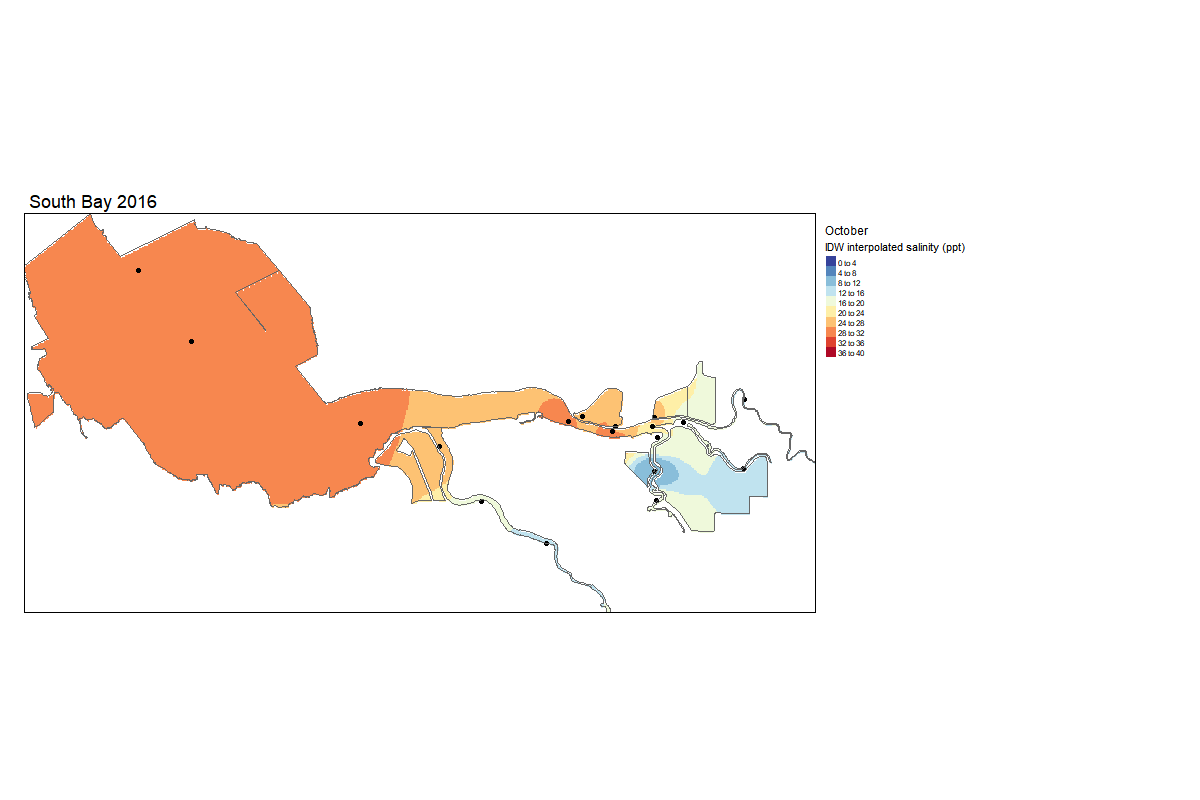 South Bay 2016
October
IDW interpolated salinity (ppt)
0 to 4
4 to 8
8 to 12
12 to 16
16 to 20
20 to 24
24 to 28
28 to 32
32 to 36
36 to 40